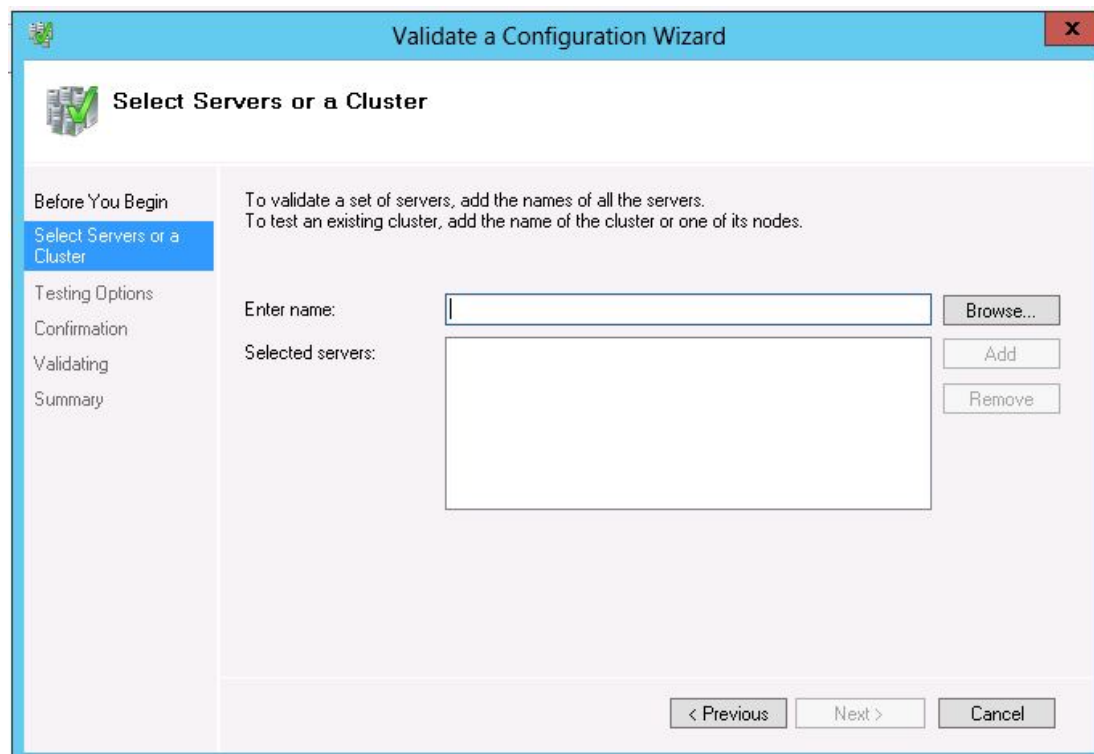 Validate a Configuration Wizard
x
Select Servers or a Cluster
Before You Begin
Select Servers or a
Cluster
Testing Options
Confirmation
Validating
Summary
To validate a set of servers, add the names of all the servers.
To test an existing cluster, add the name of the cluster or one of its nodes.
Enter name:
Browse...
Selected servers:
Add
Remove
< Previous
Next >
Cancel